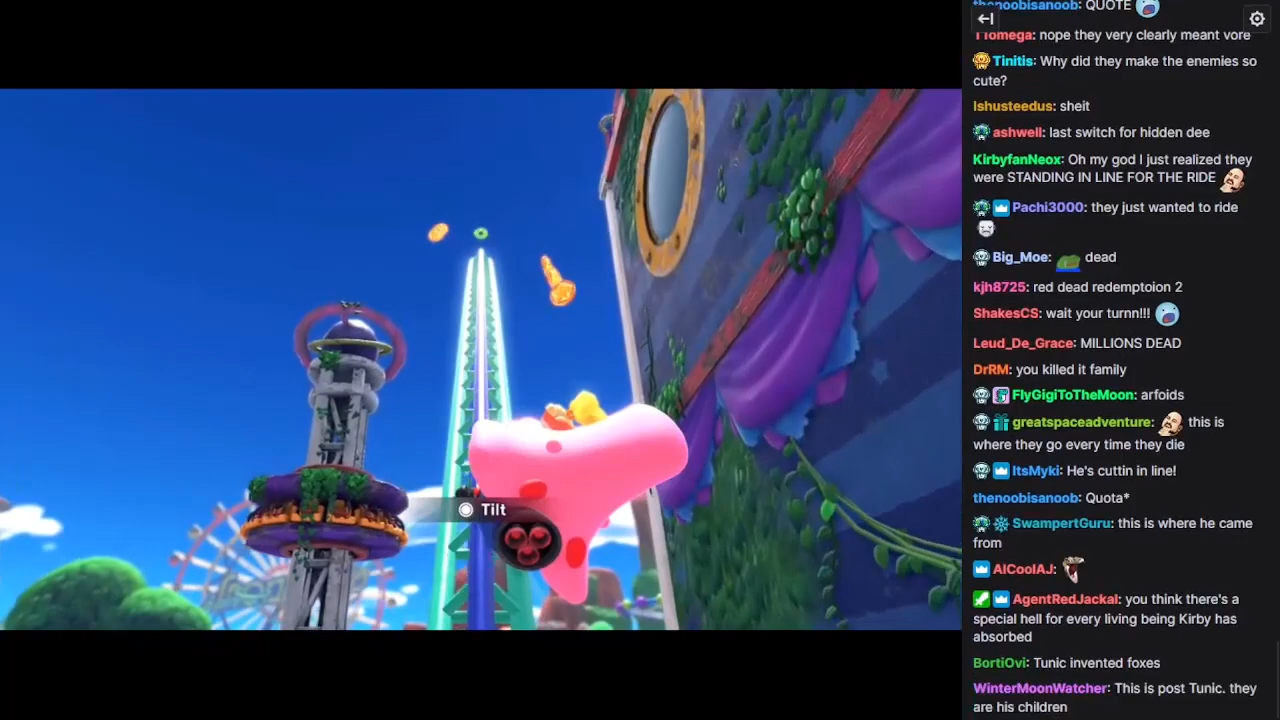 thenoobisanoob: QUOTE
TTomega: nope they very clearly meant vore
Tinitis: Why did they make the enemies so
cute?
Ishusteedus: sheit
ashwell: last switch for hidden dee
KirbyfanNeox: Oh my god I just realized they
were STANDING IN LINE FOR THE RIDE
Pachi3000: they just wanted to ride
Big_Moe: dead
kjh8725: red dead redemptoion 2
ShakesCS: wait your turnn!!!
Leud_De_Grace: MILLIONS DEAD
DrRM: you killed it family
FlyGigiToTheMoon: arfoids
greatspaceadventure: this is
where they go every time they die
ItsMyki: He's cuttin in line!
thenoobisanoob: Quota*
SwampertGuru: this is where he came
from
AlCoolAJ:
AgentRedJackal: you think there's a
special hell for every living being Kirby has
absorbed
BortiOvi: Tunic invented foxes
WinterMoonWatcher: This is post Tunic. they
are his children
Tilt